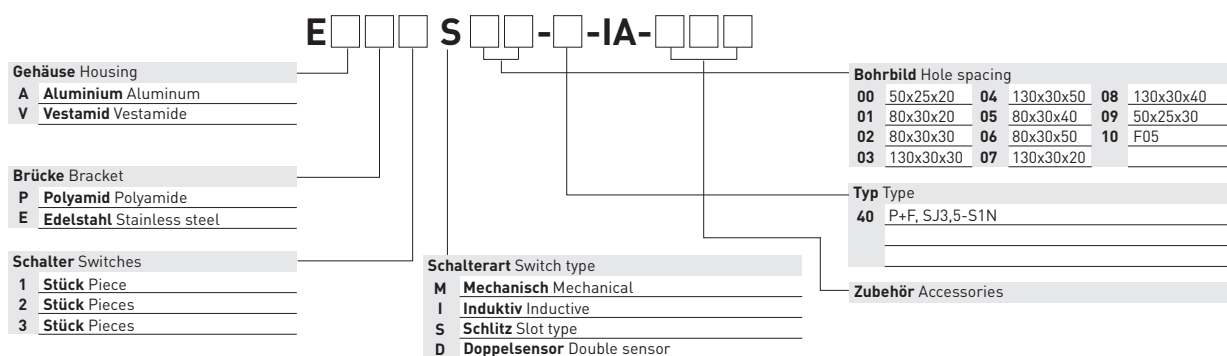 E□□□ S□□-□-IA-□□□
Gehäuse Housing
A Aluminium Aluminum
V Vestamid Vestamide
Brücke Bracket
P Polyamid Polyamide
E Edelstahl Stainless steel
Schalter Switches
1 Stück Piece
2 Stück Pieces
3 Stück Pieces
Schalterart Switch type
M Mechanisch Mechanical
I Induktiv Inductive
S Schlitz Slot type
D Doppelsensor Double sensor
Bohrbild Hole spacing
00 50x25x20 04 130x30x50 08 130x30x40
01 80x30x20 05 80x30x40 09 50x25x30
02 80x30x30 06 80x30x50 10 F05
03 130x30x30 07 130x30x20
Typ Type
40 P+F, SJ3,5-S1N
Zubehör Accessories